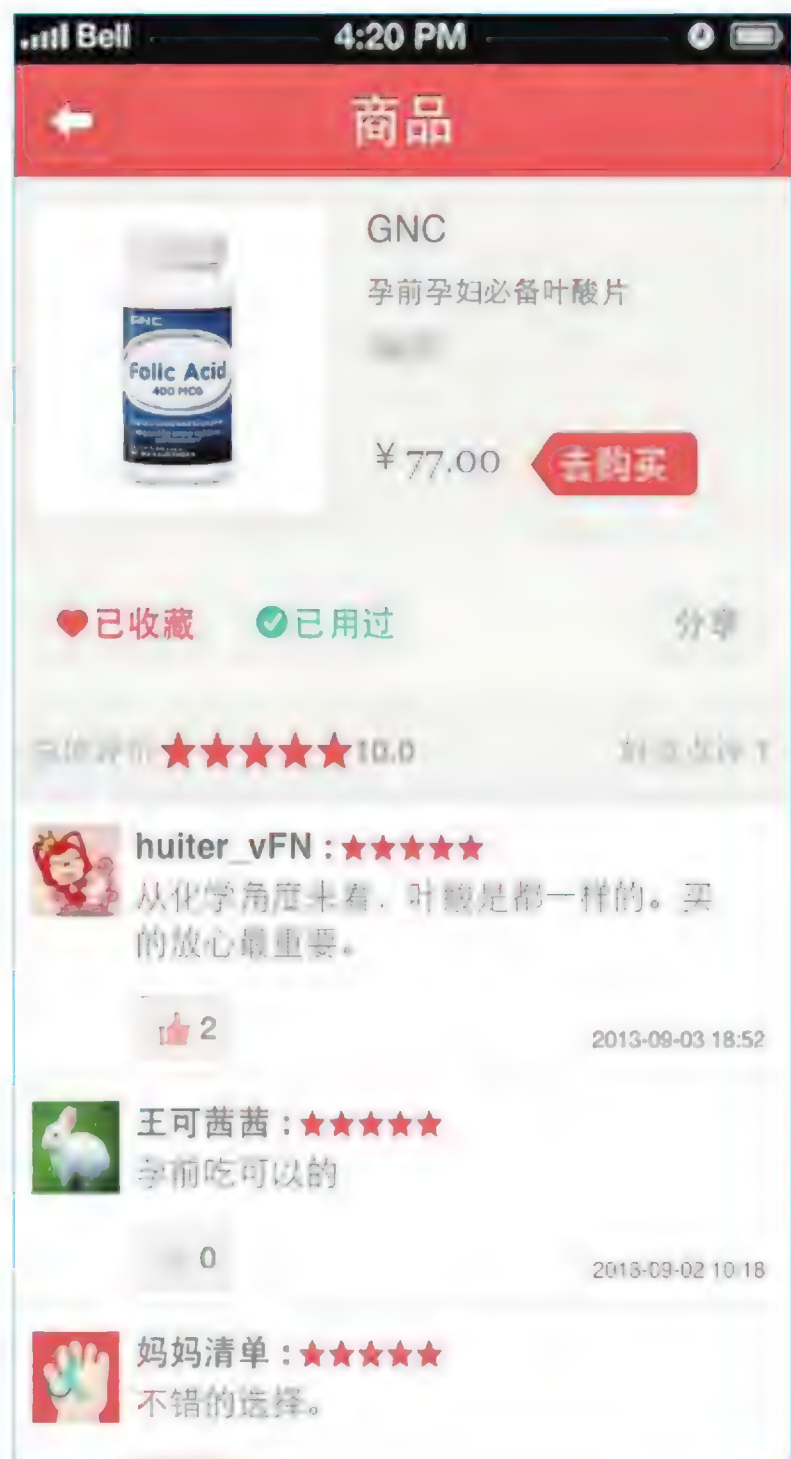 Bell 4:20 PM
商品
GNC
孕前孕妇必备叶酸片
GNC
Folic Acid
400 MCG
¥77.00 去购买
已收藏 已用过 分享
10.0
huiter_vFN :
从化学角度来看，叶酸是都一样的。买
的放心最重要。
2 2013-09-03 18:52
王可茜茜 :
孕前吃可以的
0 2013-09-02 10:18
妈妈清单 :
不错的选择。